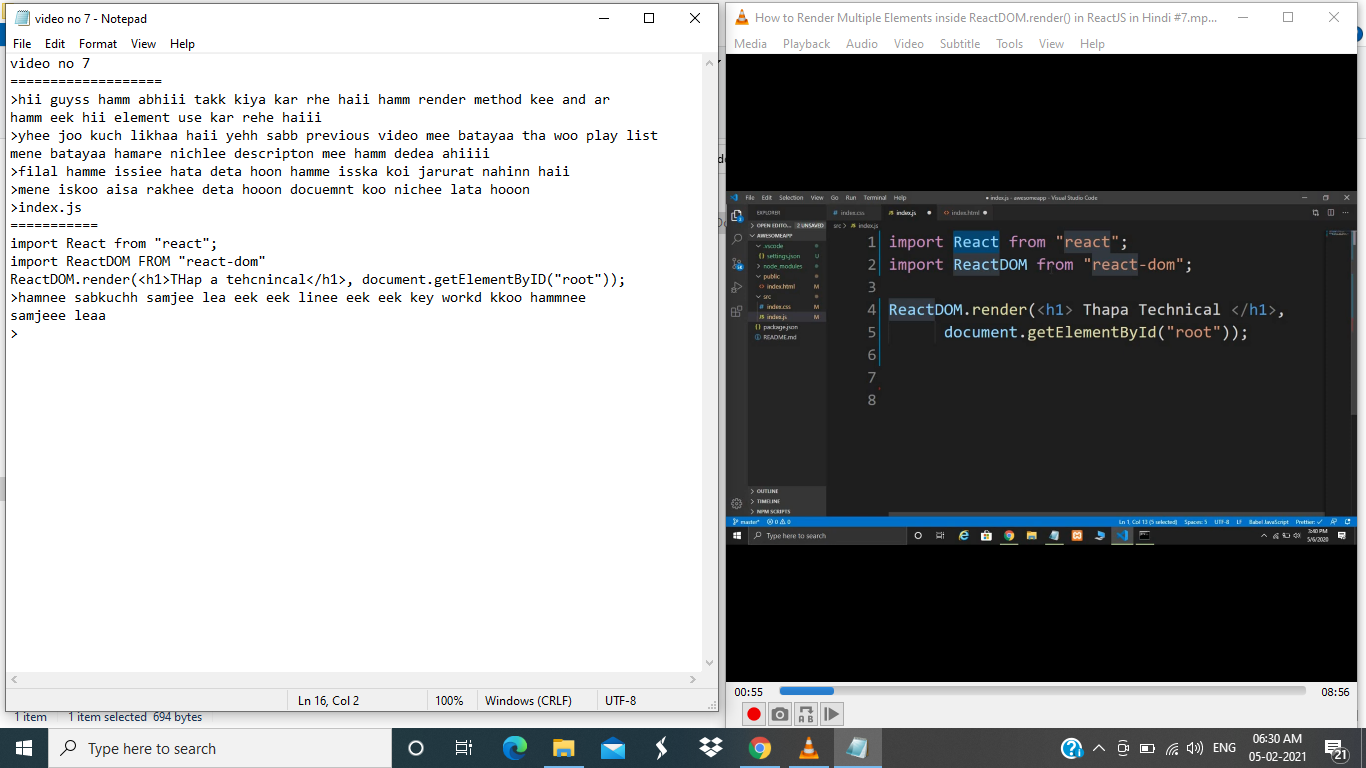 video no 7 - Notepad
File Edit Format View Help
video no 7
===================
>hii guyss hamm abhiii takk kiya kar rhe haii hamm render method kee and ar
hamm eek hii element use kar rehe haiii
>yhee joo kuch likhaa haii yehh sabb previous video mee batayaa tha woo play list
mene batayaa hamare nichlee descripton mee hamm dedea ahiiii
>filal hamme issiee hata deta hoon hamme isska koi jarurat nahinn haii
>mene iskoo aisa rakhee deta hooon docuemnt koo nichee lata hooon
>index.js
===========
import React from "react";
import ReactDOM FROM "react-dom"
ReactDOM.render(<h1>THap a tehcnincal</h1>, document.getElementByID("root"));
>hamnee sabkuchh samjee lea eek eek linee eek eek key workd kkoo hammnee
samjeee leaa
>
Ln 16, Col 2 100% Windows (CRLF) UTF-8
1 item 1 item selected 694 bytes
How to Render Multiple Elements inside ReactDOM.render() in ReactJS in Hindi #7.mp...
Media Playback Audio Video Subtitle Tools View Help
File Edit Selection View Go Run Terminal Help
index.js - awesomeapp - Visual Studio Code
EXPLORER
OPEN EDITO... 2 UNSAVED
AWESOMEAPP
.vscode
settings.json U
node_modules
public
index.html M
src
index.css M
index.js M
package.json
README.md
OUTLINE
TIMELINE
NPM SCRIPTS
index.css index.js index.html
src > index.js
1 import React from "react";
2 import ReactDOM from "react-dom";
3
4 ReactDOM.render(<h1> Thapa Technical </h1>,
5 document.getElementById("root"));
6
7
8
master* 0 0 Ln 1, Col 13 (5 selected) Spaces: 5 UTF-8 LF Babel JavaScript Prettier: ✓
Type here to search
3:40 PM
5/6/2020
00:55 08:56
Type here to search
ENG
06:30 AM
05-02-2021
21